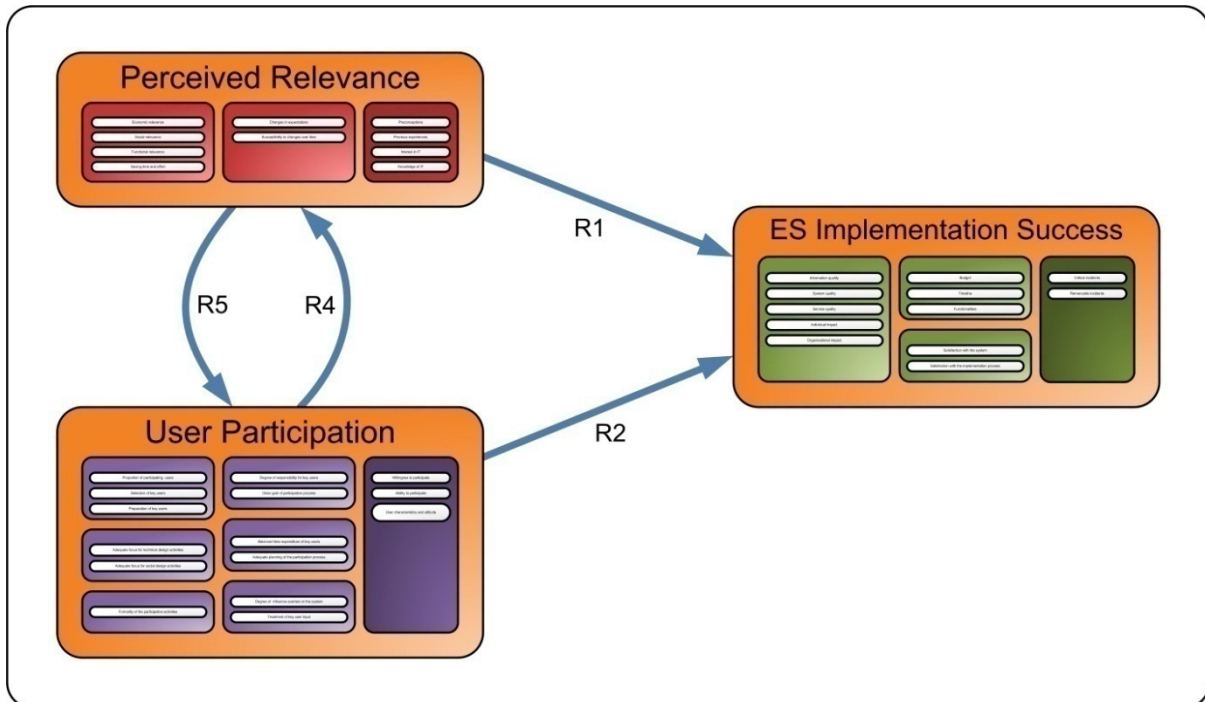 Perceived Relevance
Economic relevance
Social relevance
Functional relevance
Saving time and effort
Changes in expectations
Susceptibility to changes over time
Preconceptions
Previous experiences
Interest in IT
Knowledge of IT
R1
ES Implementation Success
Information quality
System quality
Service quality
Individual impact
Organizational impact
Budget
Timeline
Functionalities
Satisfaction with the system
Satisfaction with the implementation process
Critical incidents
incidents
R5
R4
R2
User Participation
Proportion of participating users
Selection of key users
Preparation of key users
Adequate focus for technical design activities
Adequate focus for social design activities
Formality of the participative activities
Degree of responsibility for key users
Clear goal of participative process
Balanced time expenditure of key users
Adequate planning of the participation process
Degree of influence exerted on the system
Treatment of key user input
Willingness to participate
Ability to participate
User characteristics and attitude